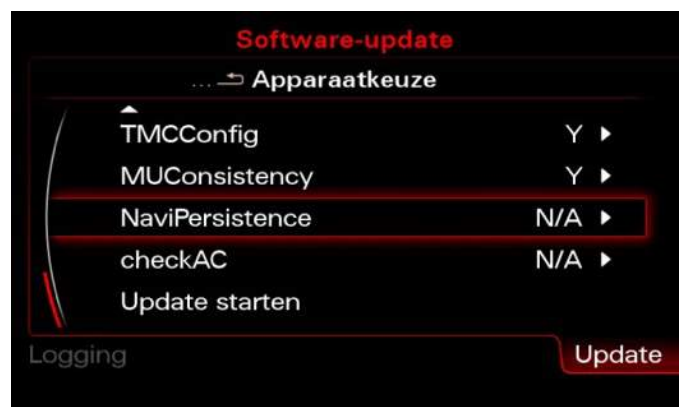 Software-update
... Apparaatkeuze
TMCConfig Y
MUConsistency Y
NaviPersistence N/A
checkAC N/A
Update starten
Logging Update